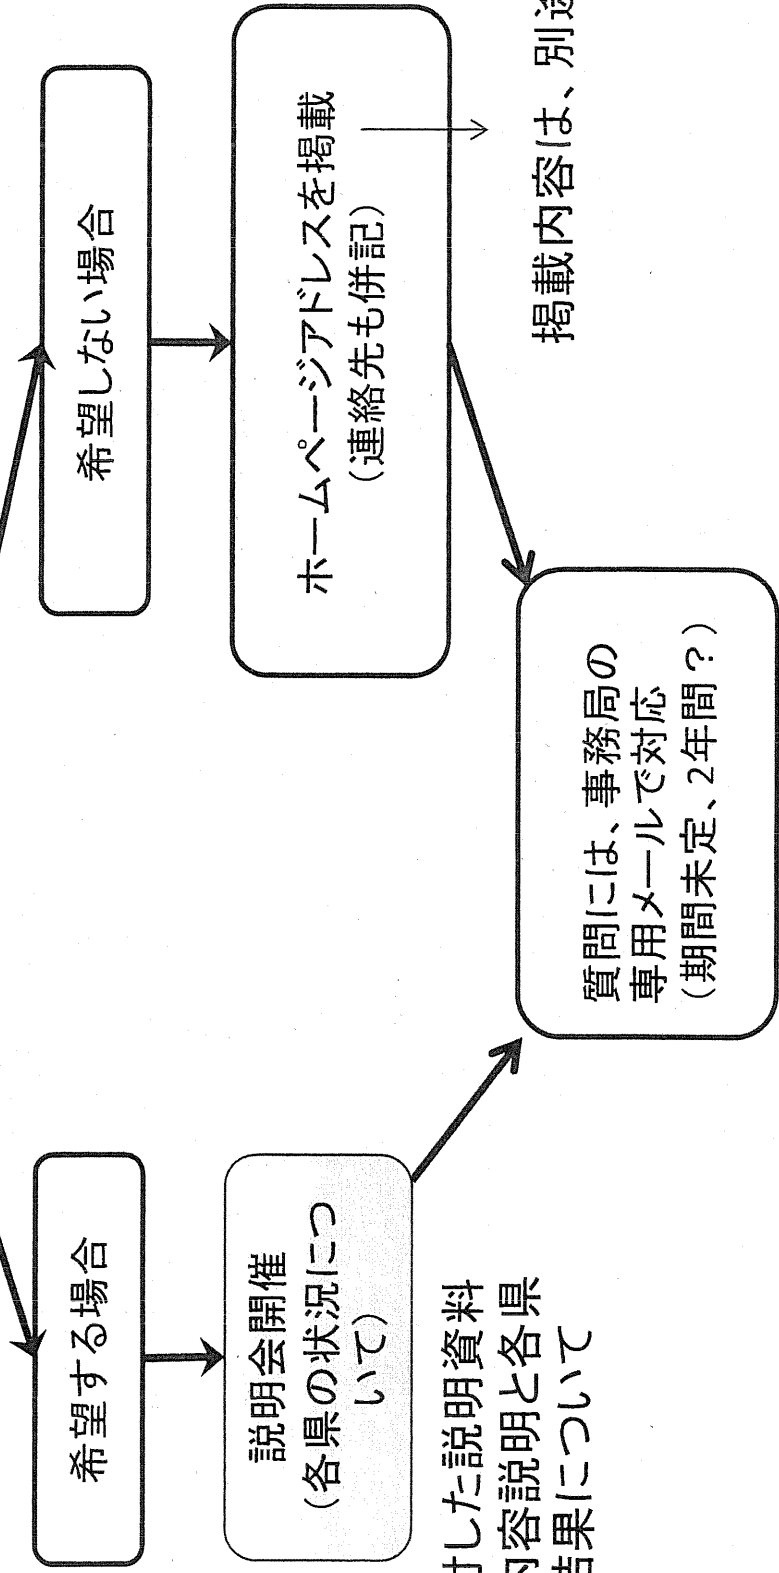 希望する場合
希望しない場合
説明会開催
(各県の状況につ
いて)
ホームページアドレスを掲載
(連絡先も併記)
した説明資料
内容説明と各県
結果について
掲載内容は、別途
質問には、事務局の
専用メールで対応
(期間未定、2年間？)